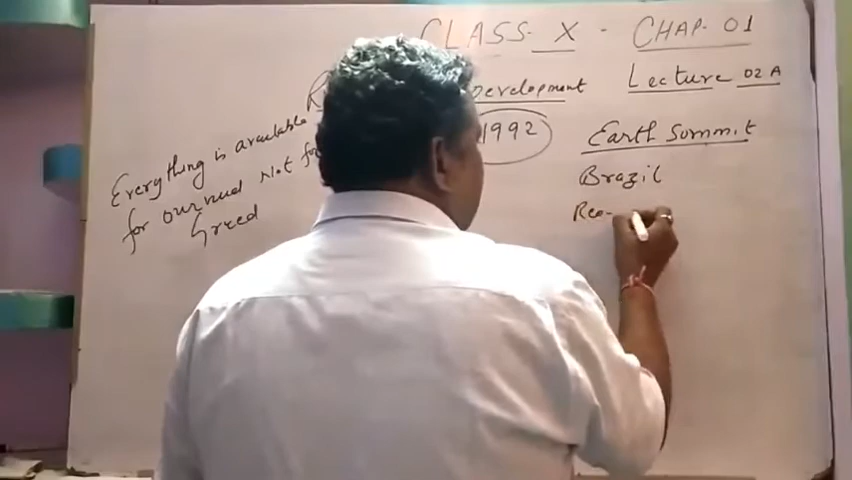 CLASS X - CHAP - 01
Development
Lecture 02 A
Everything is available
for our nud Not for
Greed
1992
Earth Summit
Brazil
Reo-